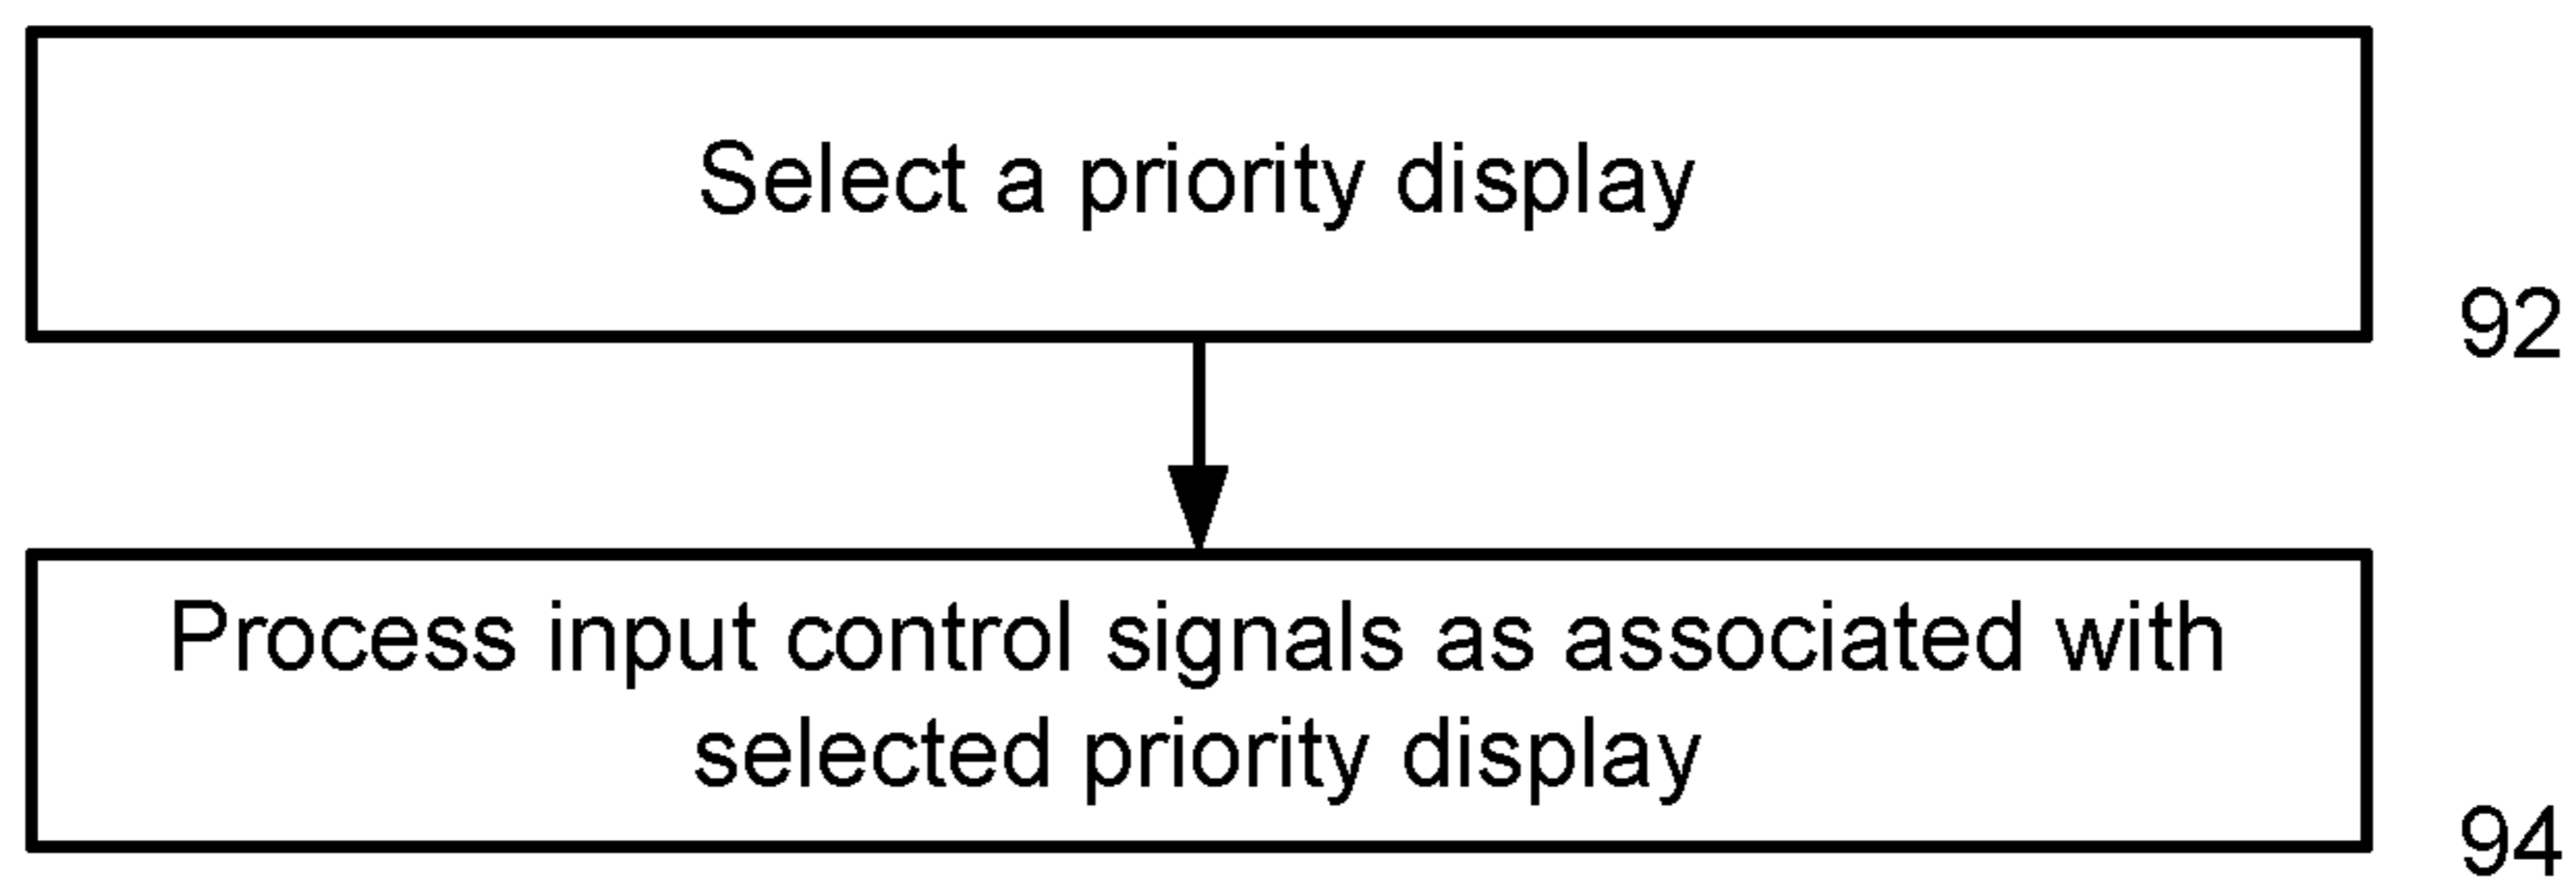 Select a priority display
92
Process input control signals as associated with
selected priority display
94